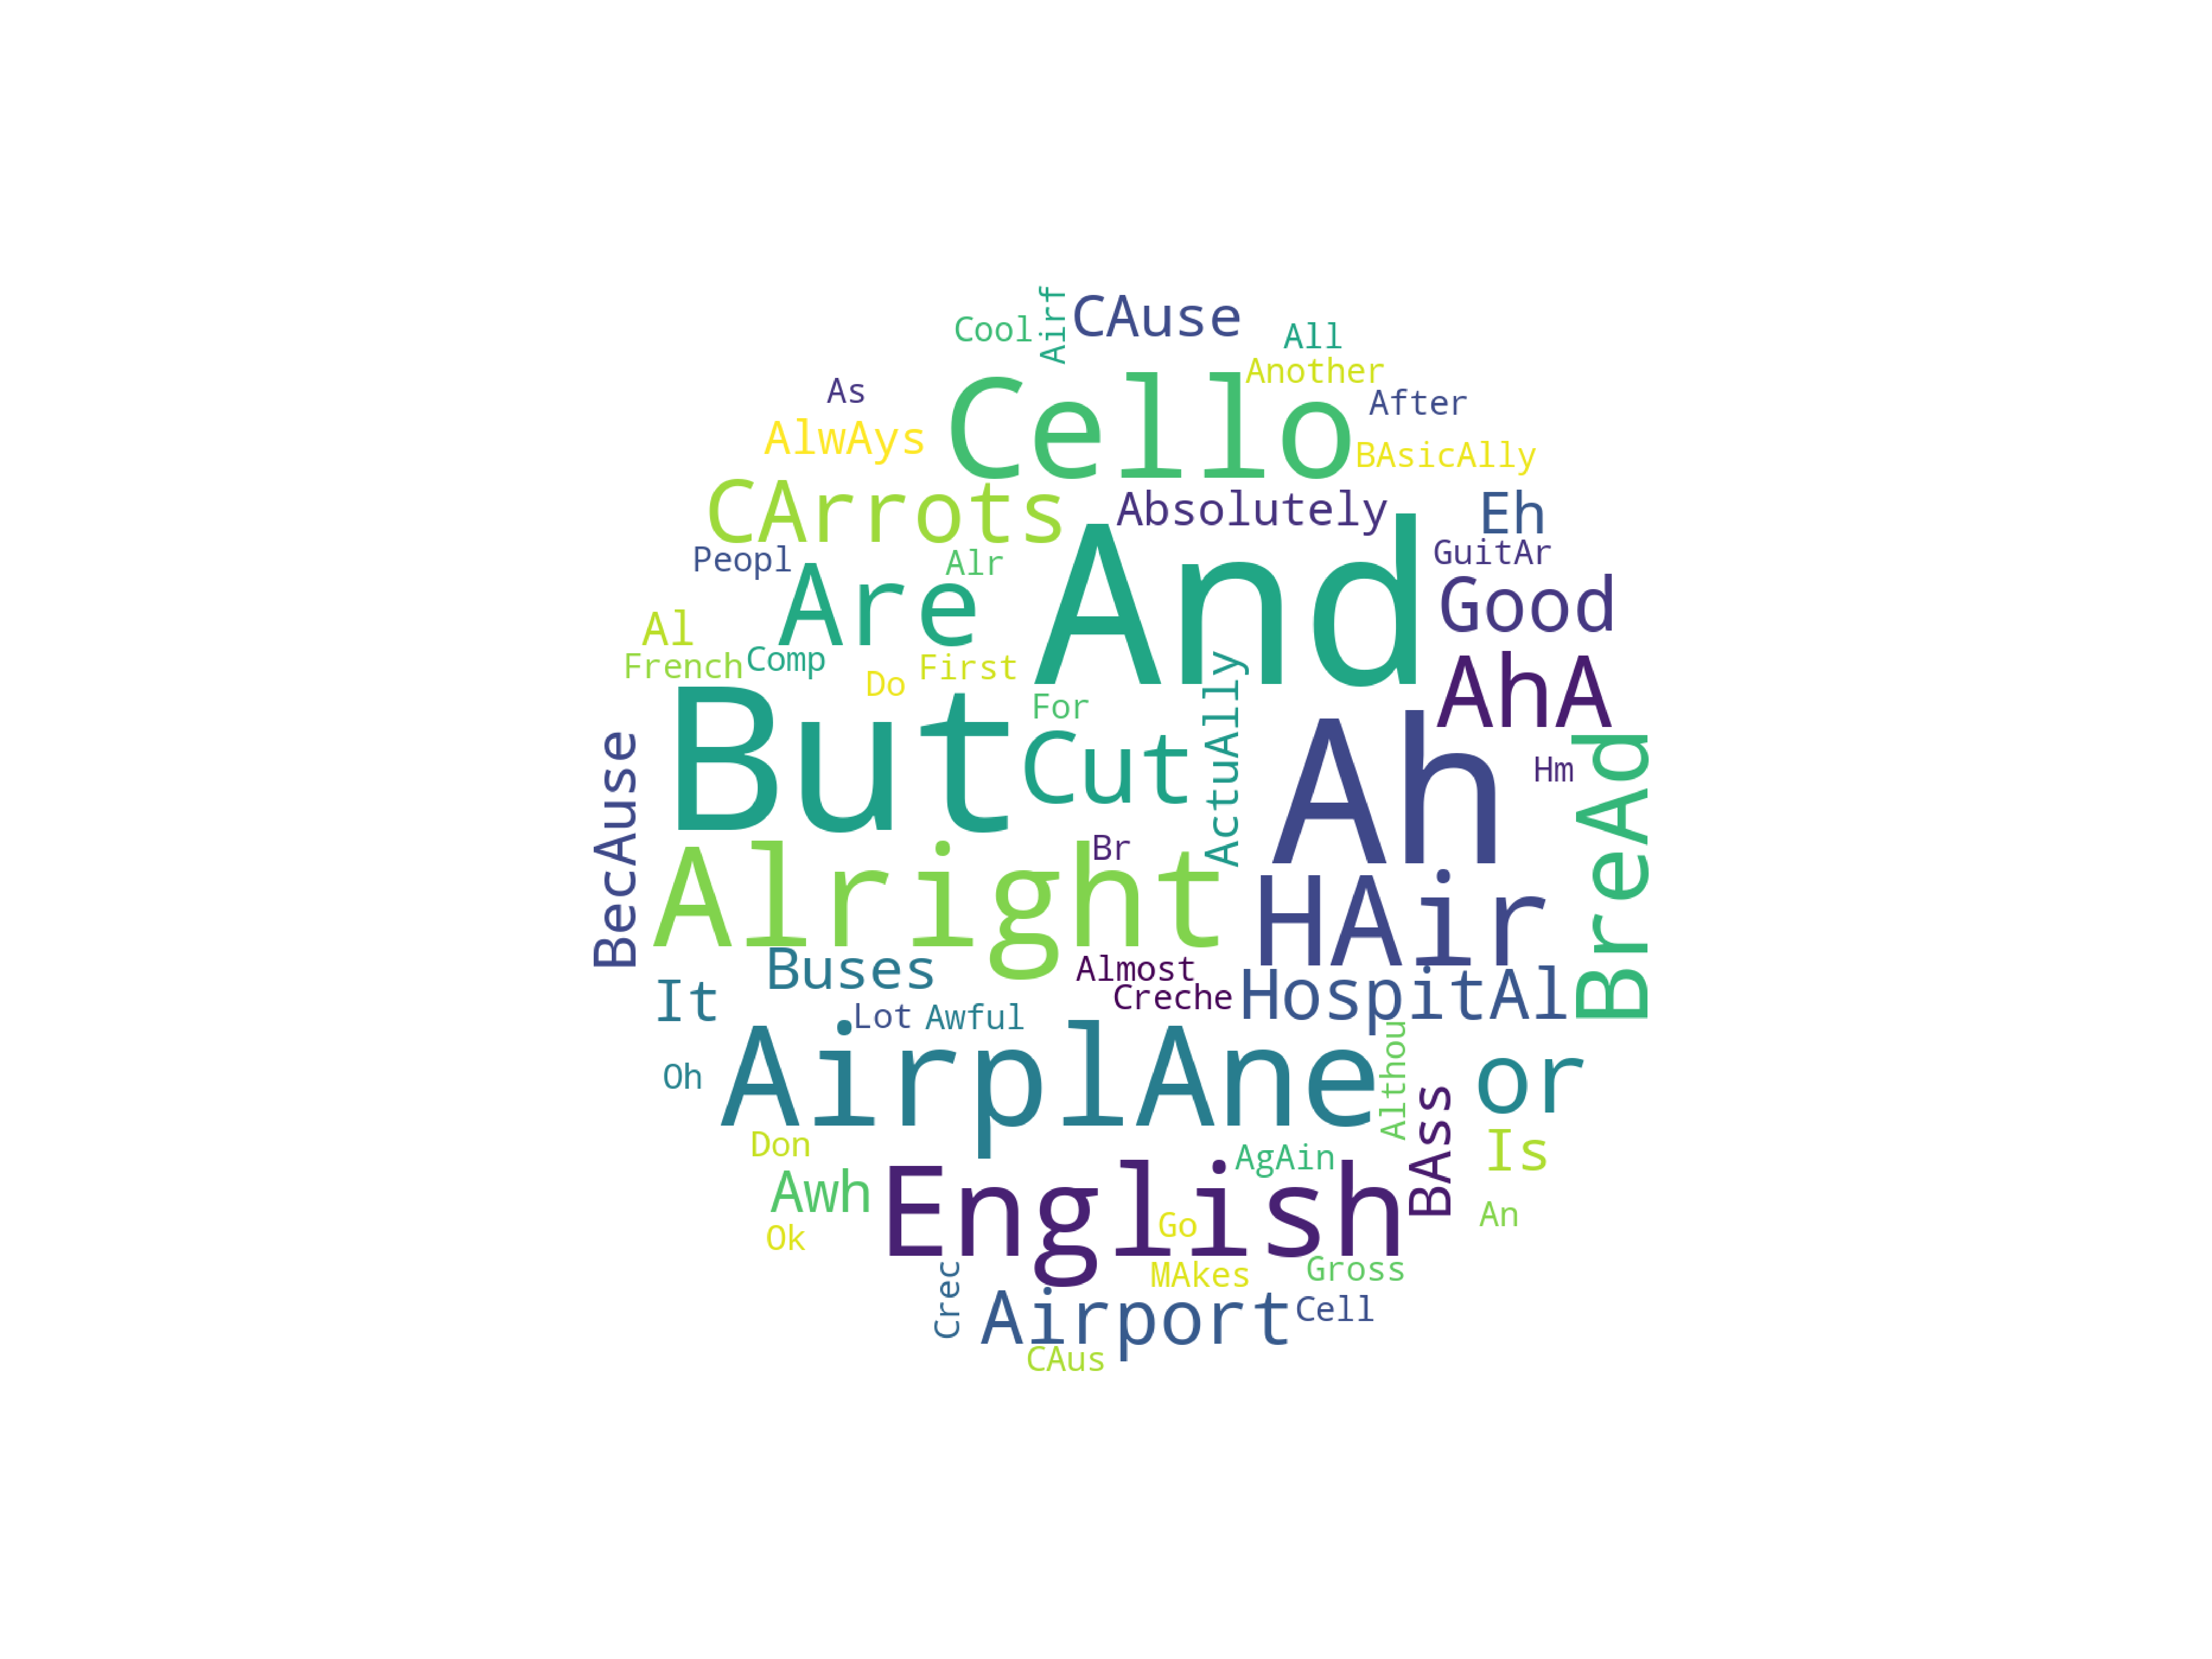 Airf
Cool
CAuse
All
Another
As
After
AlwAys
Cello
BAsicAlly
CArrots
Absolutely
Eh
GuitAr
Peopl
Alr
Are
And
Good
Al
French
Comp
Do
First
For
AhA
But
Cut
ActuAlly
Ah
Hm
BreAd
BecAuse
Br
Alright
HAir
Buses
Almost
Creche
HospitAl
It
Lot
Awful
Oh
AirplAne
Althou
or
Don
AgAin
BAss
Is
Awh
English
Go
An
Ok
MAkes
Gross
Crec
Airport
Cell
CAus